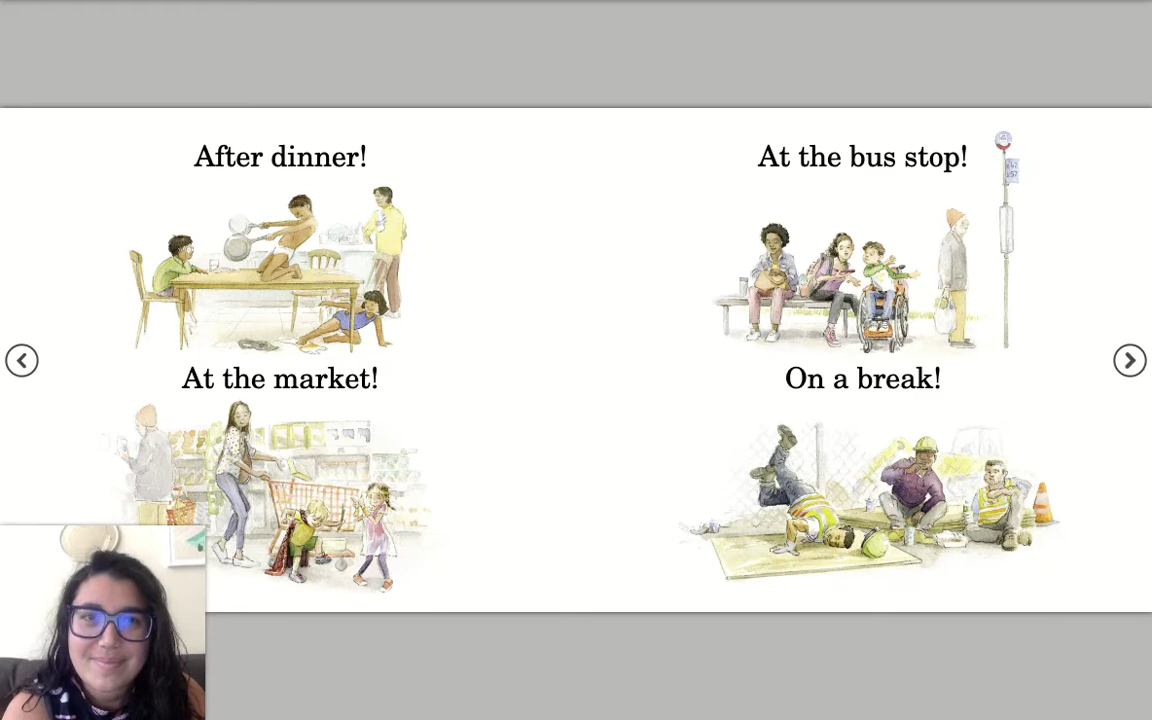 After dinner!
At the market!
At the bus stop!
On a break!